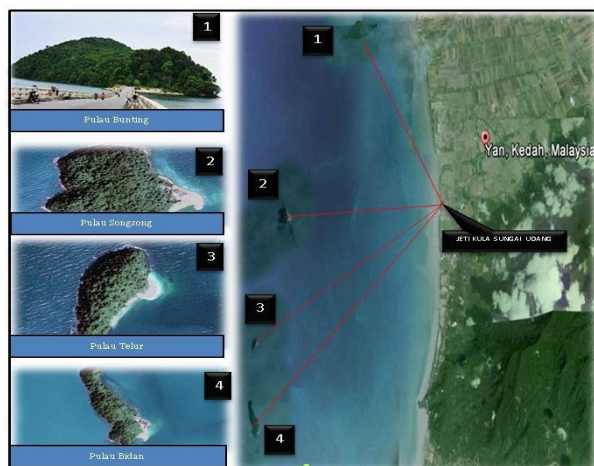 1
Pulau Bunting
2
Pulau Songsong
3
Pulau Telur
4
Pulau Bidan
1
2
3
4
Yan, Kedah, Malaysia
JETI KUALA SUNGAI UDANG